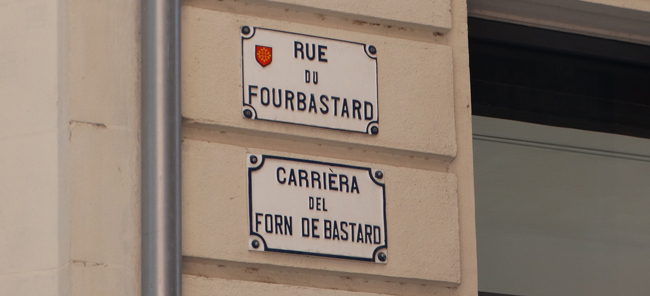 RUE
DU
FOURBASTARD
CARRIÈRA
DEL
FORN DE BASTARD